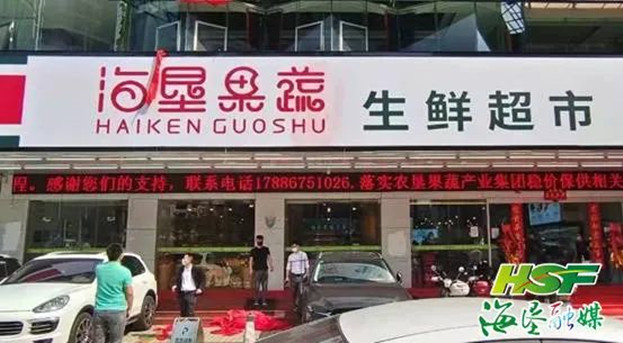 海垦果蔬 生鲜超市
HAIKEN GUOSHU
程。感谢您们的支持，联系电话17886751026.落实农垦果蔬产业集团稳价保供相关
HSF
海垦融媒